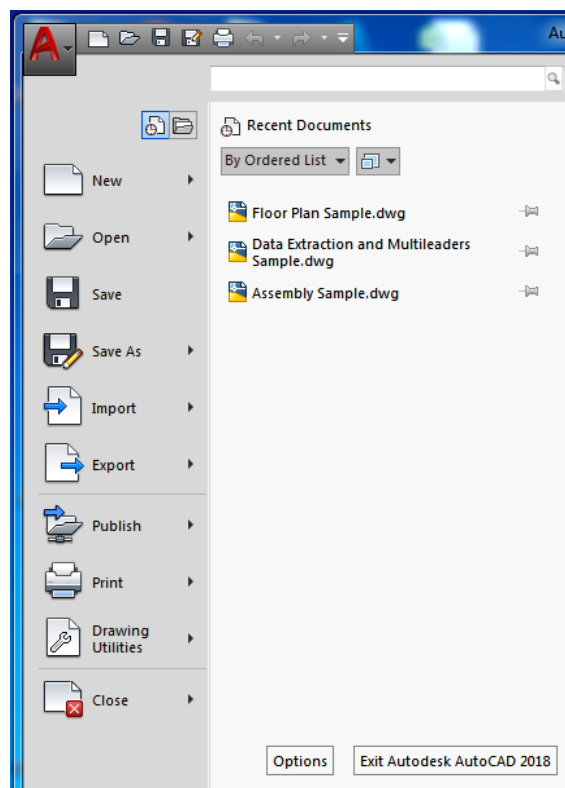 Au
Recent Documents
By Ordered List
New
Floor Plan Sample.dwg
Open
Data Extraction and Multileaders
Sample.dwg
Save
Assembly Sample.dwg
Save As
Import
Export
Publish
Print
Drawing
Utilities
Close
Options
Exit Autodesk AutoCAD 2018